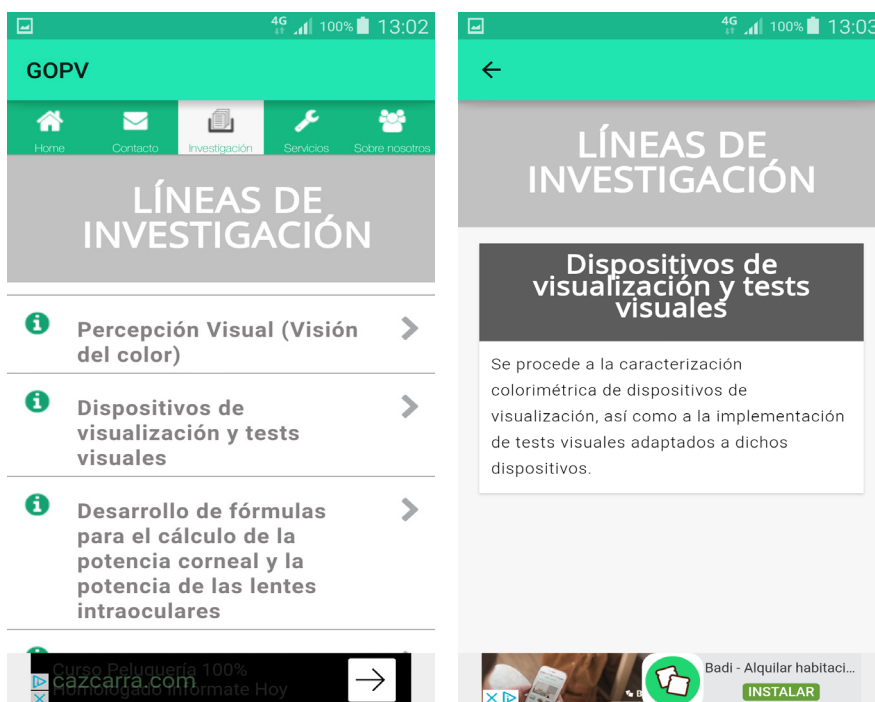 4G 100% 13:02
GOPV
Home Contacto Investigación Servicios Sobre nosotros
LÍNEAS DE
INVESTIGACIÓN
Percepción Visual (Visión
del color)
Dispositivos de
visualización y tests
visuales
Desarrollo de fórmulas
para el cálculo de la
potencia corneal y la
potencia de las lentes
intraoculares
Curso Peluquería 100%
cazcarra.com
Homologado Infórmate Hoy
4G 100% 13:03
LÍNEAS DE
INVESTIGACIÓN
Dispositivos de
visualización y tests
visuales
Se procede a la caracterización
colorimétrica de dispositivos de
visualización, así como a la implementación
de tests visuales adaptados a dichos
dispositivos.
Badi - Alquilar habitaci...
INSTALAR